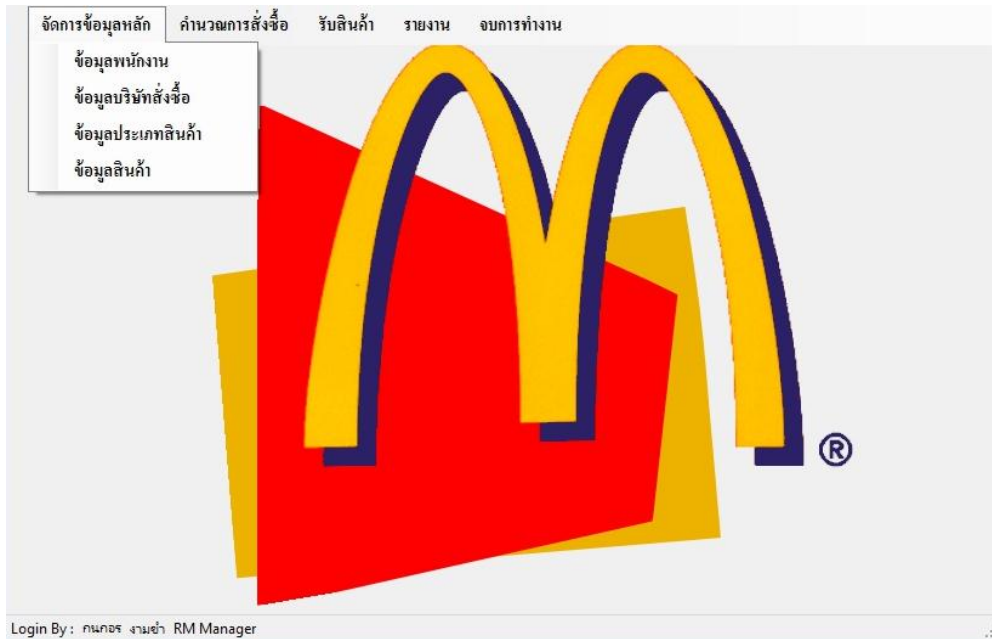 จัดการข้อมูลหลัก คำนวณการสั่งซื้อ รับสินค้า รายงาน จบการทำงาน
ข้อมูลพนักงาน
ข้อมูลบริษัทสั่งซื้อ
ข้อมูลประเภทสินค้า
ข้อมูลสินค้า
®
Login By : กนกอร งามขำ RM Manager